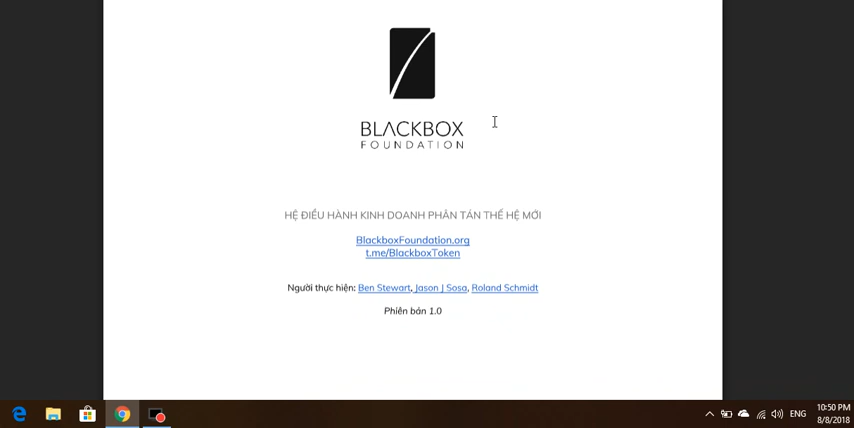 BLACKBOX
FOUNDATION
HỆ ĐIỀU HÀNH KINH DOANH PHÂN TÁN THẾ HỆ MỚI
BlackboxFoundation.org
t.me/BlackboxToken
Người thực hiện: Ben Stewart, Jason J Sosa, Roland Schmidt
Phiên bản 1.0
ENG
10:50 PM
8/8/2018